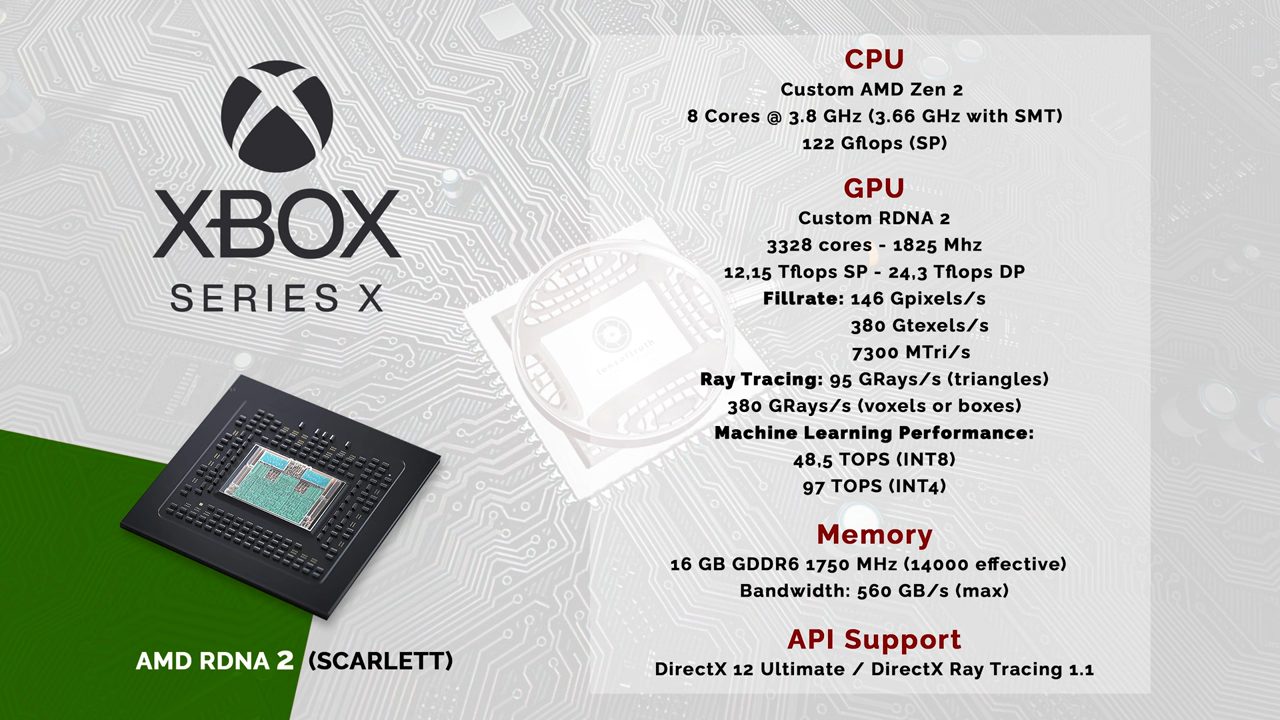 XBOX
SERIES X
AMD RDNA 2 (SCARLETT)
CPU
Custom AMD Zen 2
8 Cores @ 3.8 GHz (3.66 GHz with SMT)
122 Gflops (SP)
GPU
Custom RDNA 2
3328 cores - 1825 Mhz
12,15 Tflops SP - 24,3 Tflops DP
Fillrate: 146 Gpixels/s
380 Gtexels/s
7300 MTri/s
Ray Tracing: 95 GRays/s (triangles)
380 GRays/s (voxels or boxes)
Machine Learning Performance:
48,5 TOPS (INT8)
97 TOPS (INT4)
Memory
16 GB GDDR6 1750 MHz (14000 effective)
Bandwidth: 560 GB/s (max)
API Support
DirectX 12 Ultimate / DirectX Ray Tracing 1.1